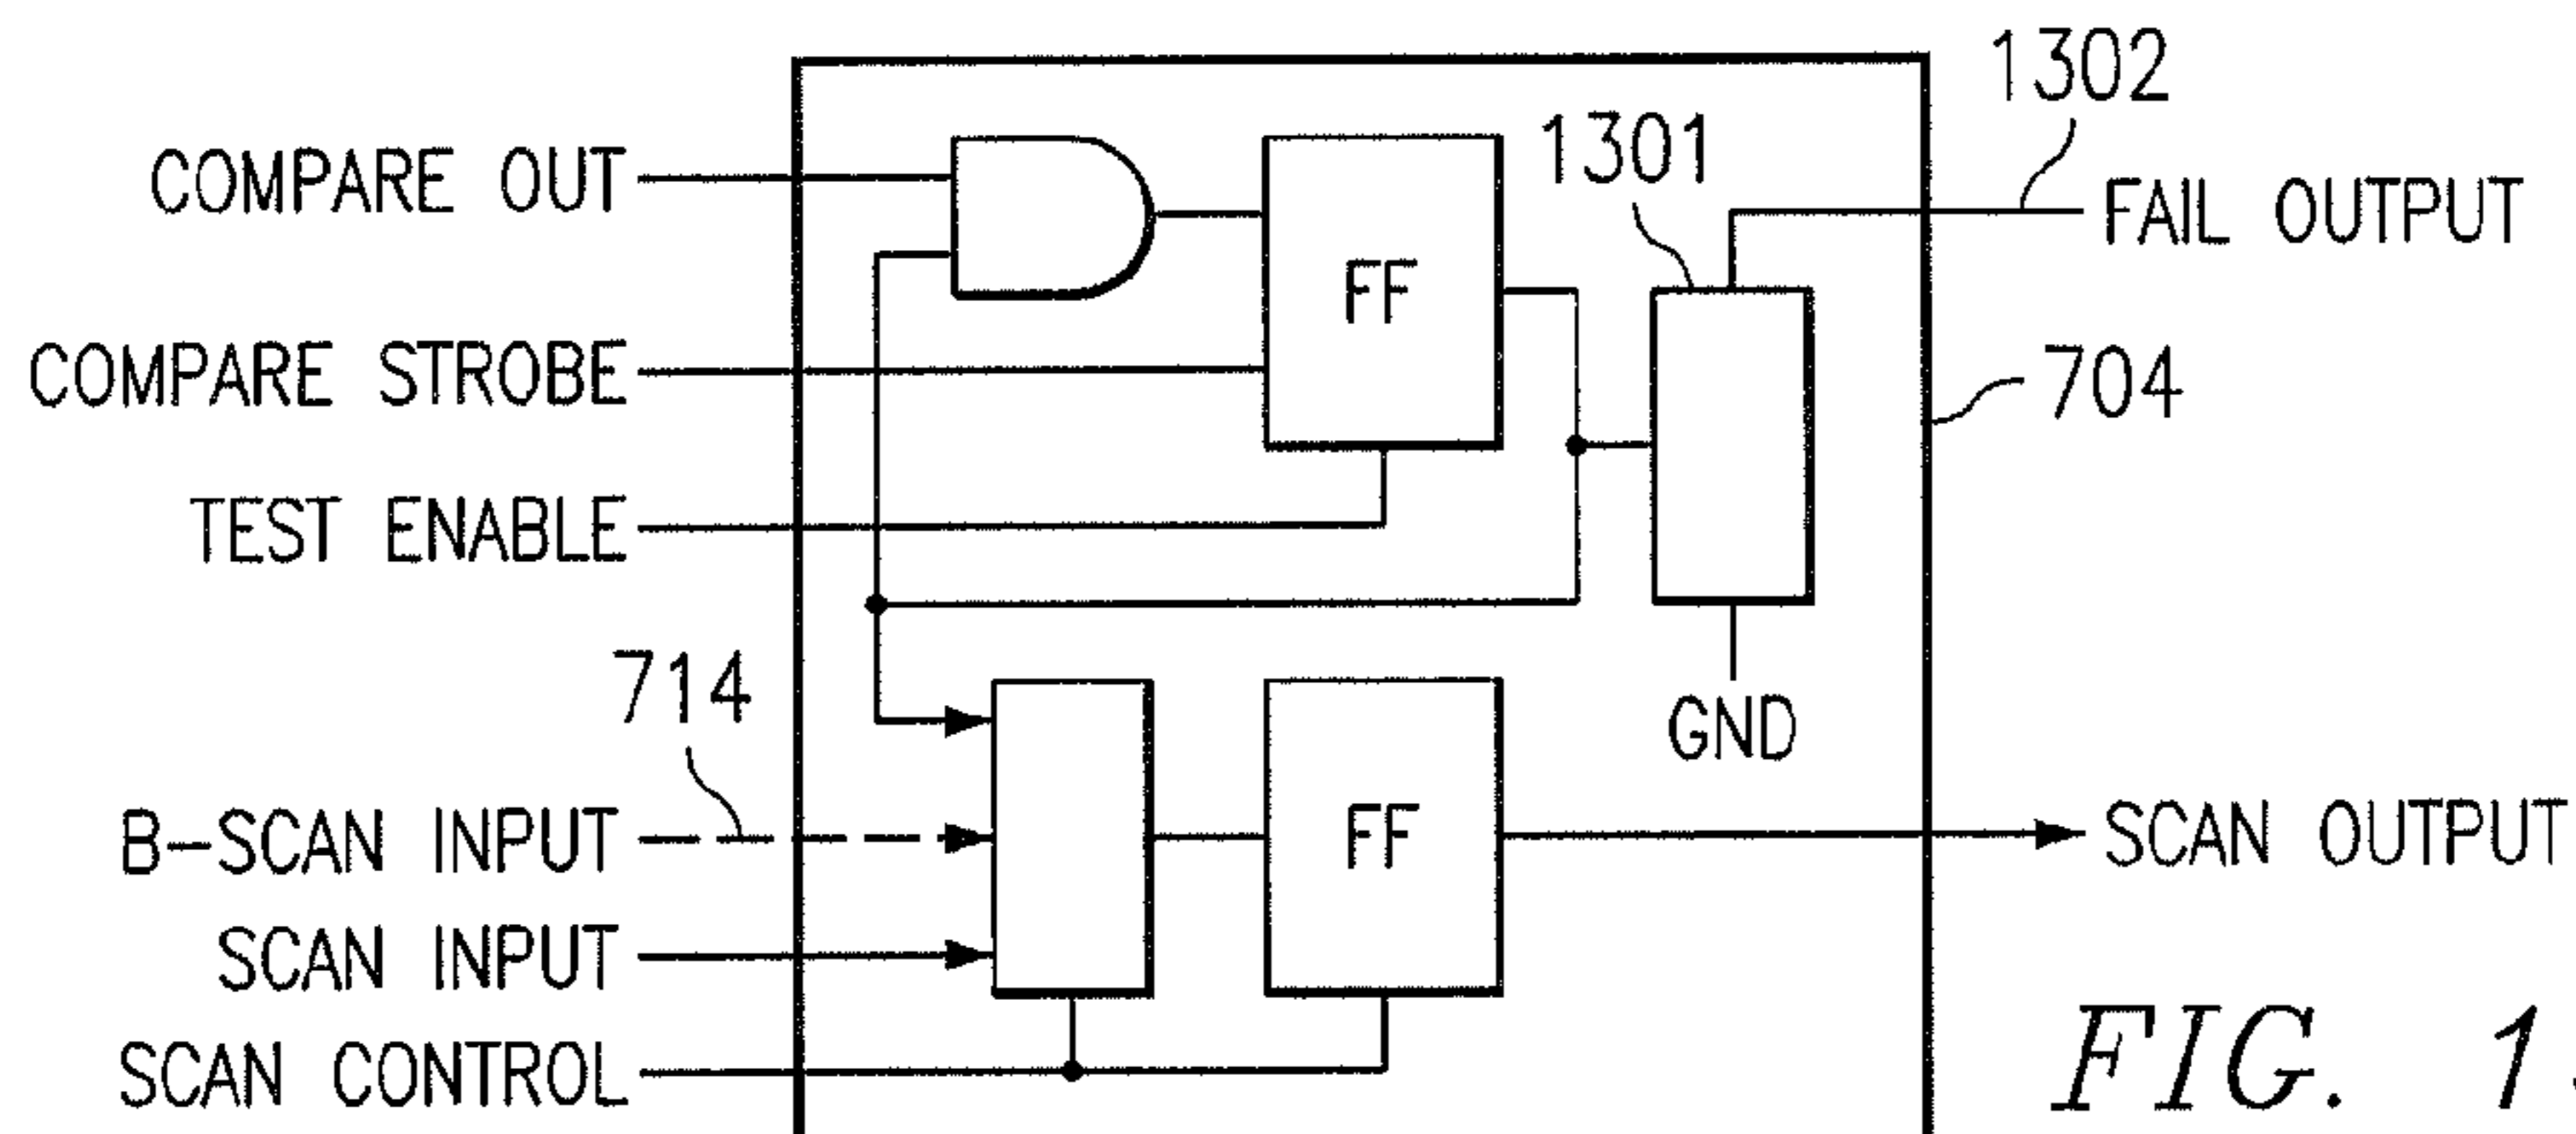 1302
COMPARE OUT
1301
FAIL OUTPUT
FF
COMPARE STROBE
704
TEST ENABLE
714
GND
B-SCAN INPUT
FF
SCAN OUTPUT
SCAN INPUT
SCAN CONTROL
FIG. 1